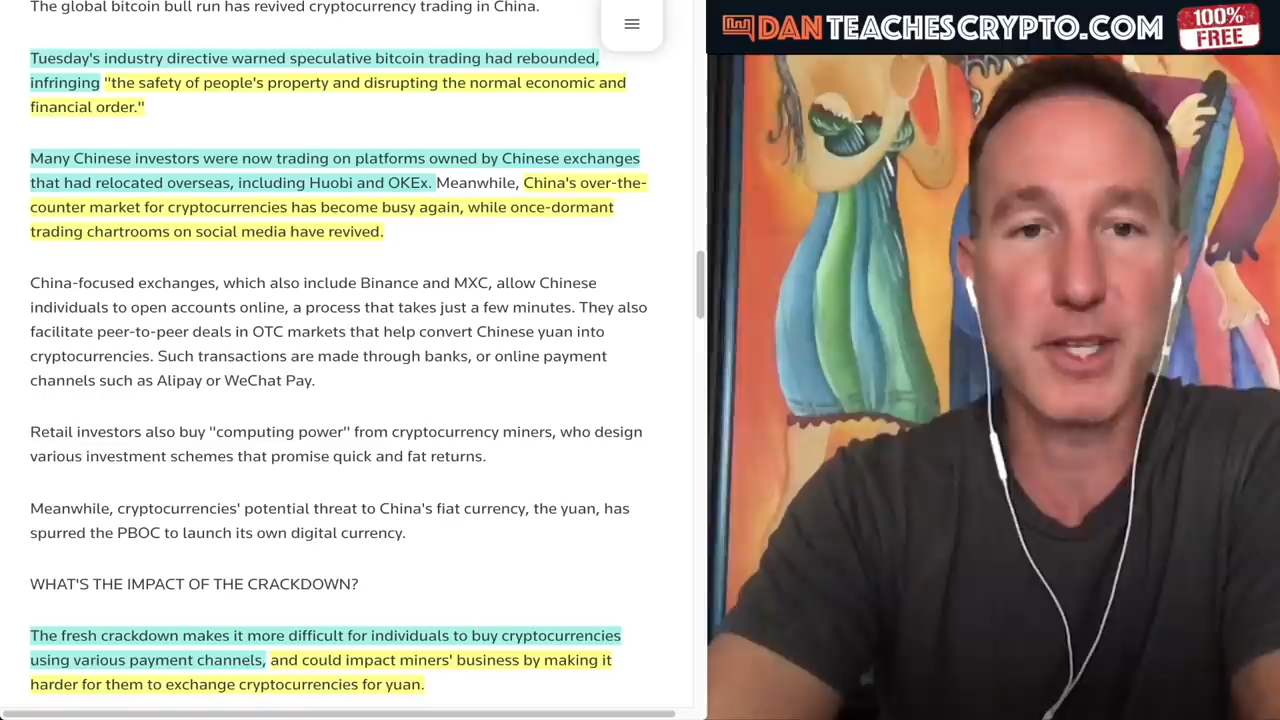 The global bitcoin bull run has revived cryptocurrency trading in China.
Tuesday's industry directive warned speculative bitcoin trading had rebounded,
infringing "the safety of people's property and disrupting the normal economic and
financial order."
Many Chinese investors were now trading on platforms owned by Chinese exchanges
that had relocated overseas, including Huobi and OKEx. Meanwhile, China's over-the-
counter market for cryptocurrencies has become busy again, while once-dormant
trading chartrooms on social media have revived.
China-focused exchanges, which also include Binance and MXC, allow Chinese
individuals to open accounts online, a process that takes just a few minutes. They also
facilitate peer-to-peer deals in OTC markets that help convert Chinese yuan into
cryptocurrencies. Such transactions are made through banks, or online payment
channels such as Alipay or WeChat Pay.
Retail investors also buy "computing power" from cryptocurrency miners, who design
various investment schemes that promise quick and fat returns.
Meanwhile, cryptocurrencies' potential threat to China's fiat currency, the yuan, has
spurred the PBOC to launch its own digital currency.
WHAT'S THE IMPACT OF THE CRACKDOWN?
The fresh crackdown makes it more difficult for individuals to buy cryptocurrencies
using various payment channels, and could impact miners' business by making it
harder for them to exchange cryptocurrencies for yuan.
DANTEACHESCRYPTO.COM
100%
FREE